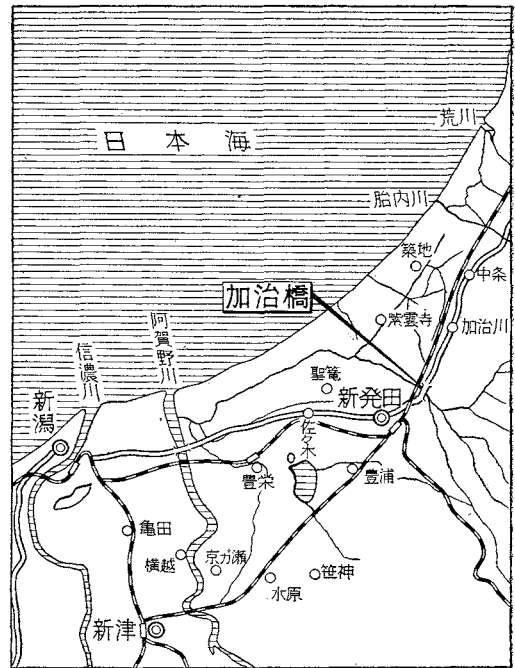 日本海
荒川
胎内川
築地
中条
加治橋
紫雲寺
加治川
阿賀野川
信濃川
聖篭
新発田
新潟
佐々木
豊栄
豊浦
亀田
横越
京ガ瀬
笹神
水原
新津